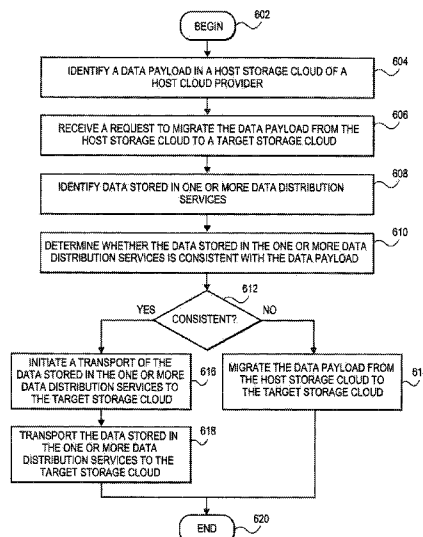 BEGIN
602
IDENTIFY A DATA PAYLOAD IN A HOST STORAGE CLOUD OF A
HOST CLOUD PROVIDER
604
RECEIVE A REQUEST TO MIGRATE THE DATA PAYLOAD FROM THE
HOST STORAGE CLOUD TO A TARGET STORAGE CLOUD
606
IDENTIFY DATA STORED IN ONE OR MORE DATA DISTRIBUTION
SERVICES
608
DETERMINE WHETHER THE DATA STORED IN THE ONE OR MORE DATA
DISTRIBUTION SERVICES IS CONSISTENT WITH THE DATA PAYLOAD
610
612
YES
CONSISTENT?
NO
INITIATE A TRANSPORT OF THE
DATA STORED IN THE ONE OR MORE
DATA DISTRIBUTION SERVICES TO
THE TARGET STORAGE CLOUD
616
MIGRATE THE DATA PAYLOAD FROM
THE HOST STORAGE CLOUD TO
THE TARGET STORAGE CLOUD
61
TRANSPORT THE DATA STORED IN
THE ONE OR MORE DATA
DISTRIBUTION SERVICES TO THE
TARGET STORAGE CLOUD
618
END
620